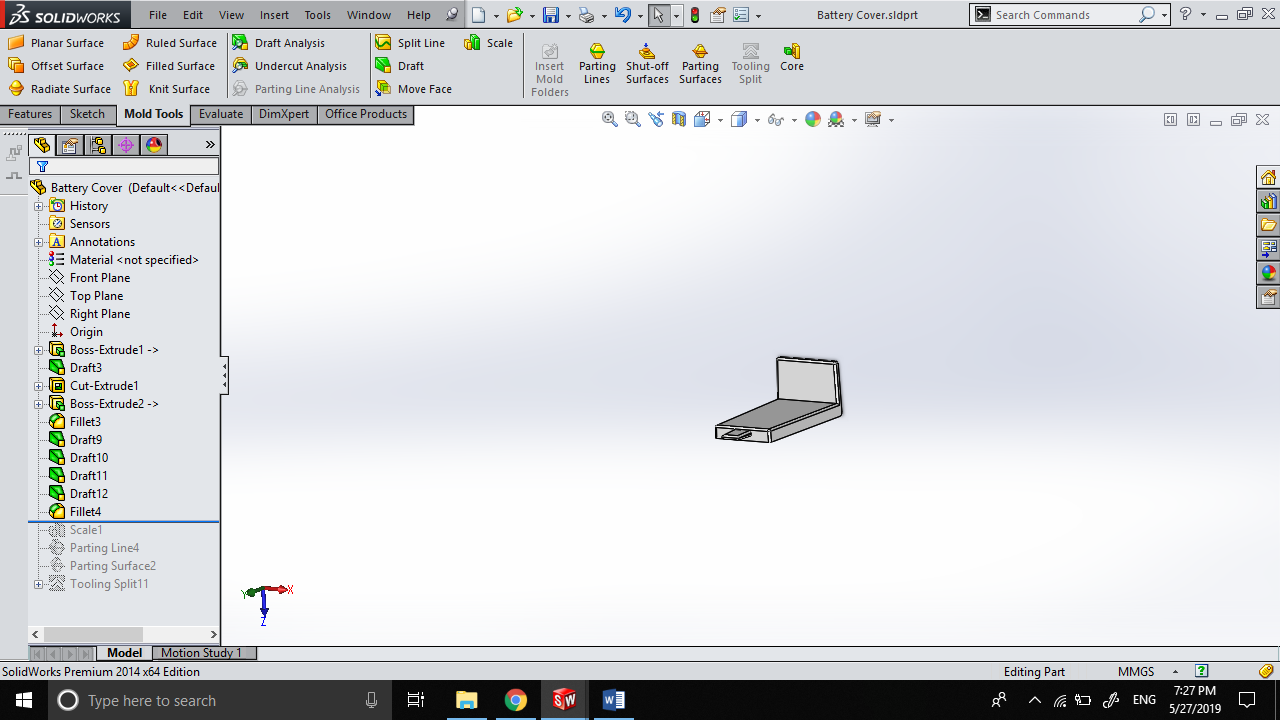 SOLIDWORKS File Edit View Insert Tools Window Help Battery Cover.sldprt Search Commands
Planar Surface Ruled Surface Draft Analysis Split Line Scale
Offset Surface Filled Surface Undercut Analysis Draft
Radiate Surface Knit Surface Parting Line Analysis Move Face
Insert Mold Folders
Parting Lines
Shut-off Surfaces
Parting Surfaces
Tooling Split
Core
Features Sketch Mold Tools Evaluate DimXpert Office Products
Battery Cover (Default<<Defaul
History
Sensors
Annotations
Material <not specified>
Front Plane
Top Plane
Right Plane
Origin
Boss-Extrude1 ->
Draft3
Cut-Extrude1
Boss-Extrude2 ->
Fillet3
Draft9
Draft10
Draft11
Draft12
Fillet4
Scale1
Parting Line4
Parting Surface2
Tooling Split11
Y X
Z
Model Motion Study 1
SolidWorks Premium 2014 x64 Edition Editing Part MMGS
Type here to search ENG 7:27 PM
5/27/2019